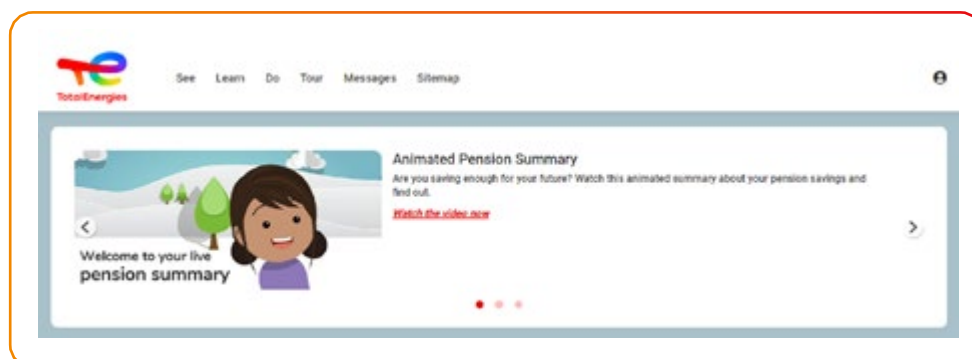 TotalEnergies
See Learn Do Tour Messages Sitemap
Animated Pension Summary
Are you saving enough for your future? Watch this animated summary about your pension savings and
find out.
Watch the video now
Welcome to your live
pension summary